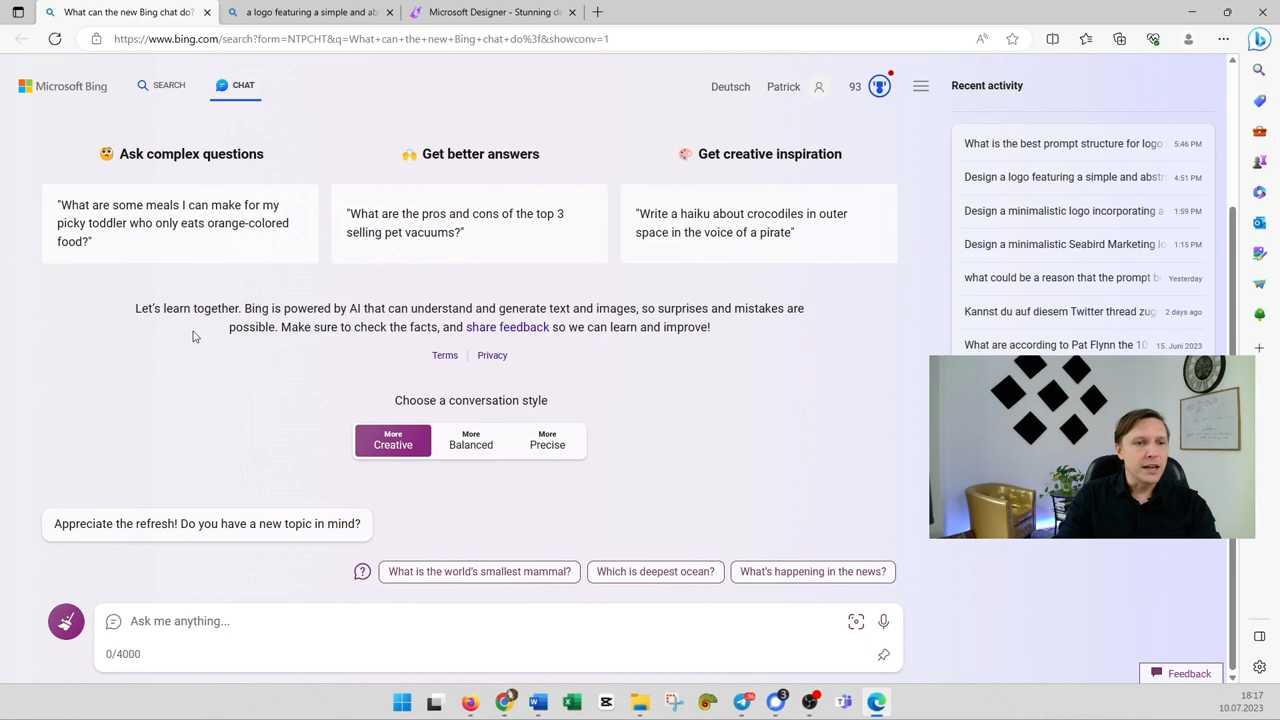 What can the new Bing chat do?
a logo featuring a simple and ab
Microsoft Designer - Stunning de
https://www.bing.com/search?form=NTPCHT&q=What+can+the+new+Bing+chat+do%3f&showconv=1
Microsoft Bing
SEARCH
CHAT
Deutsch
Patrick
93
Recent activity
Ask complex questions
Get better answers
Get creative inspiration
"What are some meals I can make for my
picky toddler who only eats orange-colored
food?"
"What are the pros and cons of the top 3
selling pet vacuums?"
"Write a haiku about crocodiles in outer
space in the voice of a pirate"
What is the best prompt structure for logo 5:46 PM
Design a logo featuring a simple and abstr 4:51 PM
Design a minimalistic logo incorporating a 1:59 PM
Design a minimalistic Seabird Marketing lo 1:15 PM
what could be a reason that the prompt b Yesterday
Kannst du auf diesem Twitter thread zug 2 days ago
What are according to Pat Flynn the 10 15. Juni 2023
Let's learn together. Bing is powered by AI that can understand and generate text and images, so surprises and mistakes are
possible. Make sure to check the facts, and share feedback so we can learn and improve!
Terms
Privacy
Choose a conversation style
More
Creative
More
Balanced
More
Precise
Appreciate the refresh! Do you have a new topic in mind?
What is the world's smallest mammal?
Which is deepest ocean?
What's happening in the news?
Ask me anything...
0/4000
Feedback
18:17
10.07.2023